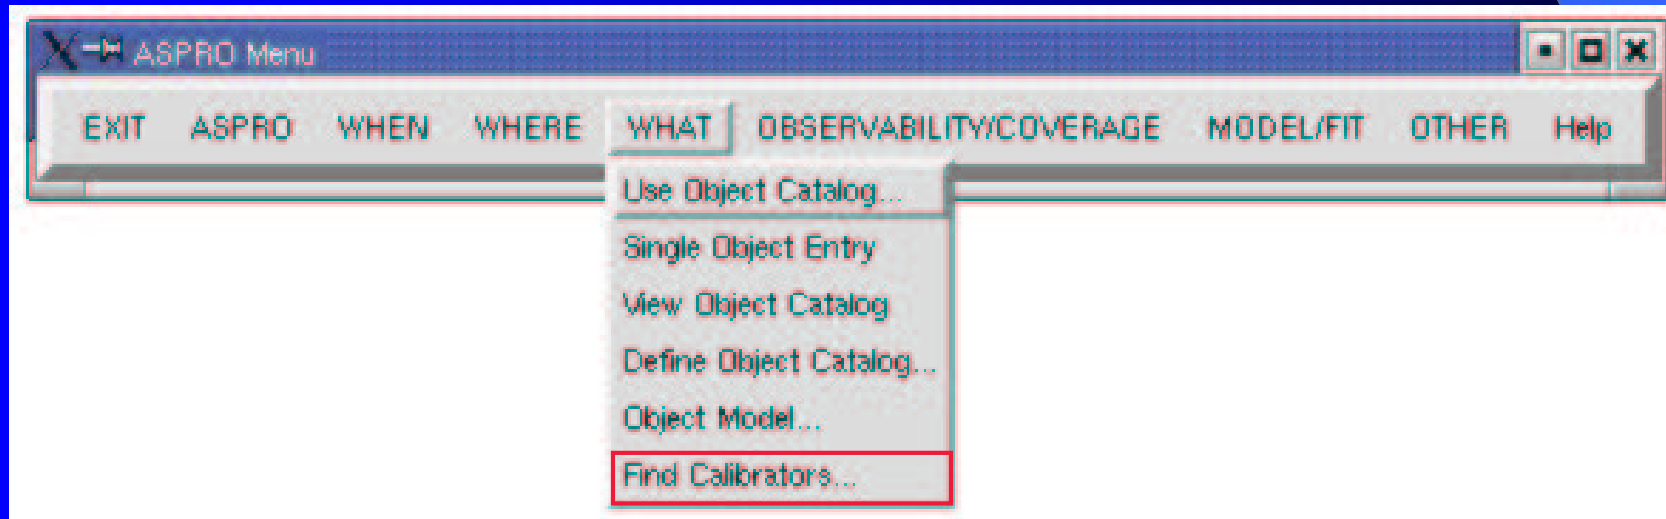 ASPRO Menu
EXIT ASPRO WHEN WHERE WHAT OBSERVABILITY/COVERAGE MODEL/FIT OTHER Help
Use Object Catalog...
Single Object Entry
View Object Catalog
Define Object Catalog...
Object Model...
Find Calibrators...